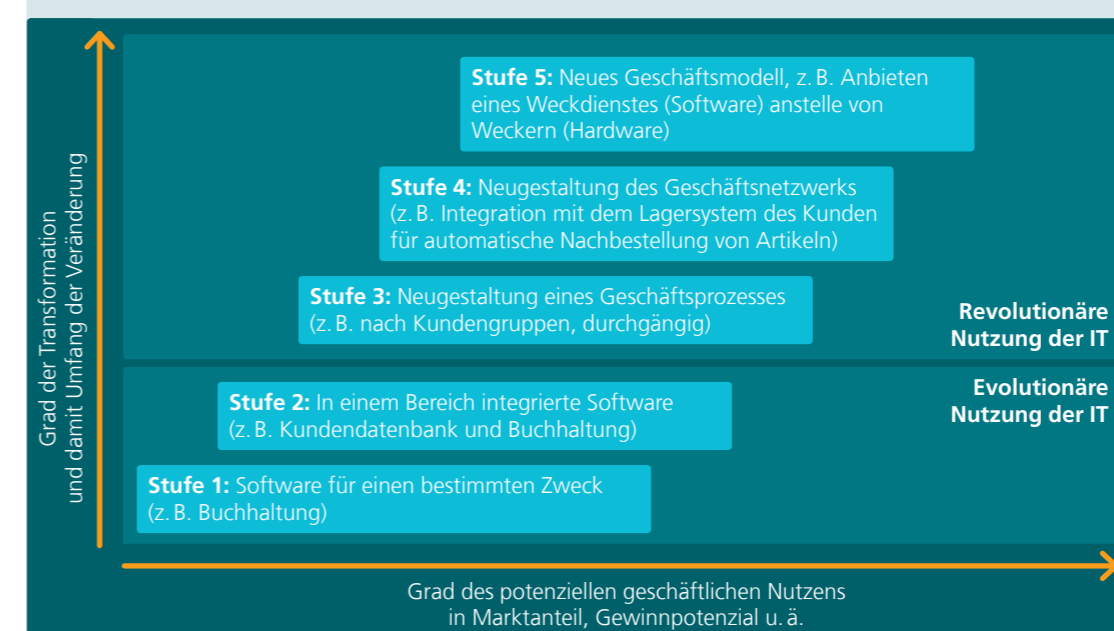 Stufe 5: Neues Geschäftsmodell, z. B. Anbieten
eines Weckdienstes (Software) anstelle von
Weckern (Hardware)
Stufe 4: Neugestaltung des Geschäftsnetzwerks
(z. B. Integration mit dem Lagersystem des Kunden
für automatische Nachbestellung von Artikeln)
Stufe 3: Neugestaltung eines Geschäftsprozesses
(z. B. nach Kundengruppen, durchgängig)
Revolutionäre
Nutzung der IT
Evolutionäre
Nutzung der IT
Stufe 2: In einem Bereich integrierte Software
(z. B. Kundendatenbank und Buchhaltung)
Stufe 1: Software für einen bestimmten Zweck
(z. B. Buchhaltung)
Grad der Transformation
und damit Umfang der Veränderung
Grad des potenziellen geschäftlichen Nutzens
in Marktanteil, Gewinnpotenzial u. ä.